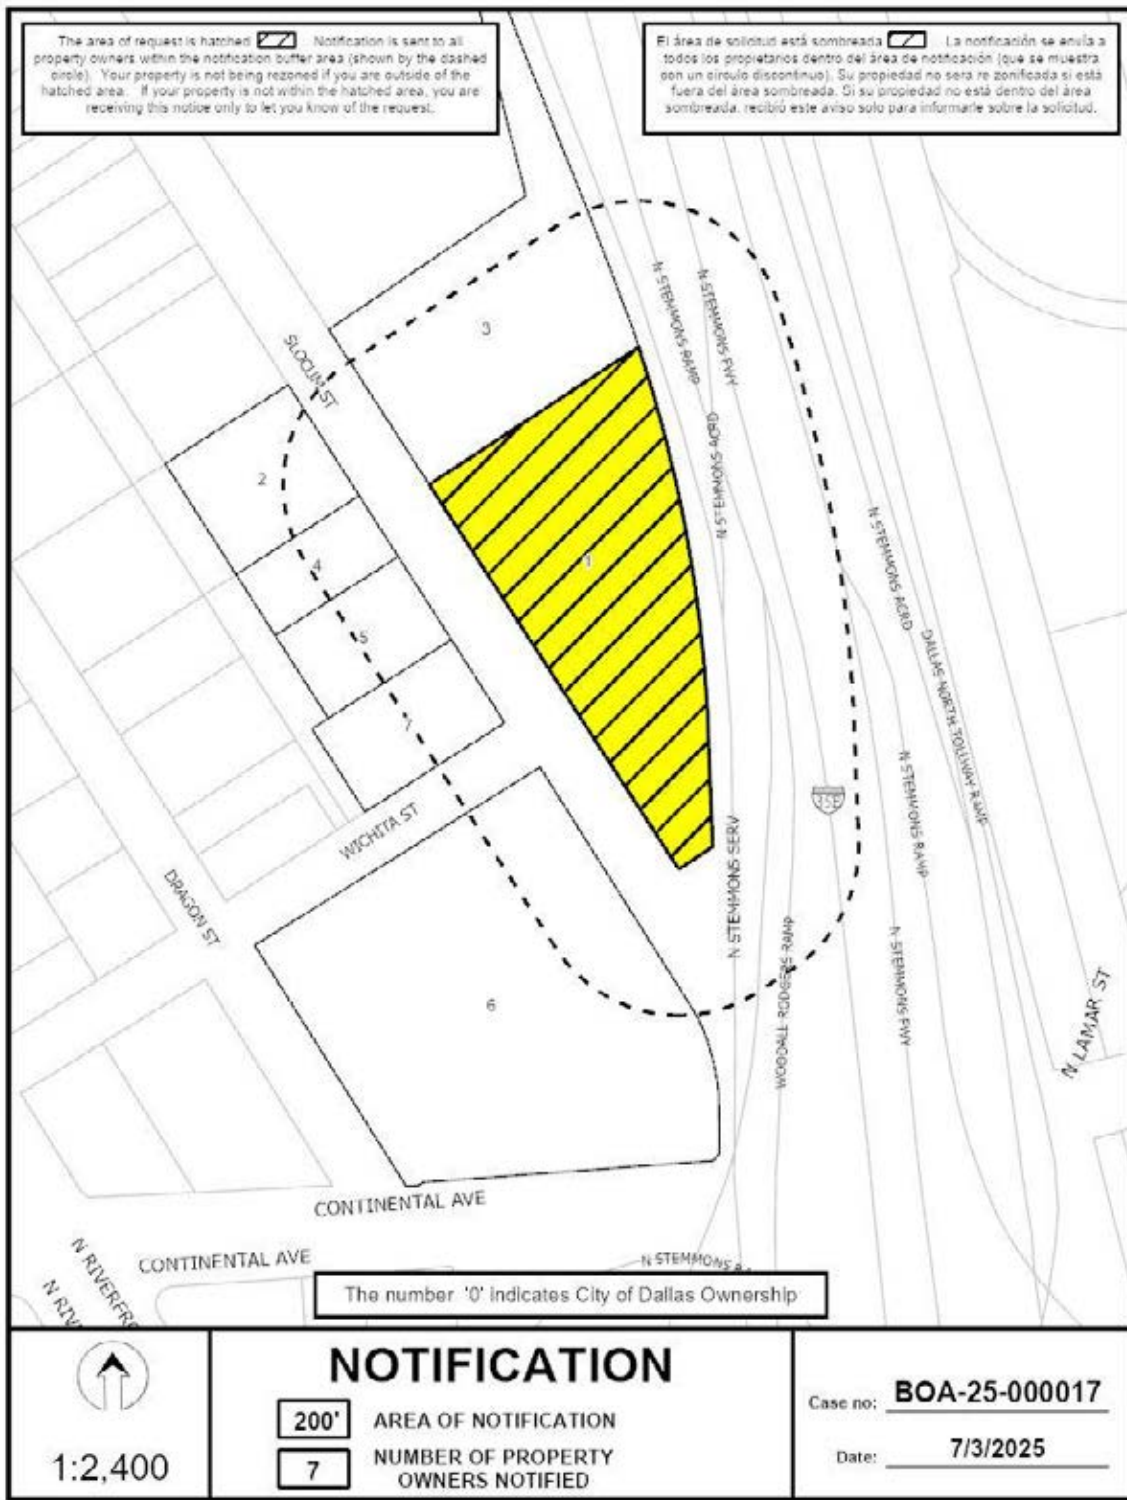 The area of request is hatched. Notification is sent to all
property owners within the notification buffer area (shown by the dashed
circle). Your property is not being rezoned if you are outside of the
hatched area. If your property is not within the hatched area, you are
receiving this notice only to let you know of the request.
El área de solicitud está sombreada. La notificación se envía a
todos los propietarios dentro del área de notificación (que se muestra
con un círculo discontinuo). Su propiedad no sera re zonificada si está
fuera del área sombreada. Si su propiedad no está dentro del área
sombreada, recibió este aviso solo para informarle sobre la solicitud.
3
SLOCUM ST
2
4
5
7
1
N STEMMONS RAMP
N STEMMONS FWY
N STEMMONS ACRD
N STEMMONS ACRD
DALLAS NORTH TOLLWAY RAMP
35E
N STEMMONS RAMP
WICHITA ST
N STEMMONS SERV
DRAGON ST
WOODALL RODGERS RAMP
N STEMMONS FWY
6
N LAMAR ST
CONTINENTAL AVE
CONTINENTAL AVE
N STEMMONS
N RIVERFR
N RIV
The number '0' indicates City of Dallas Ownership
1:2,400
NOTIFICATION
200' AREA OF NOTIFICATION
7 NUMBER OF PROPERTY
OWNERS NOTIFIED
Case no: BOA-25-000017
Date: 7/3/2025